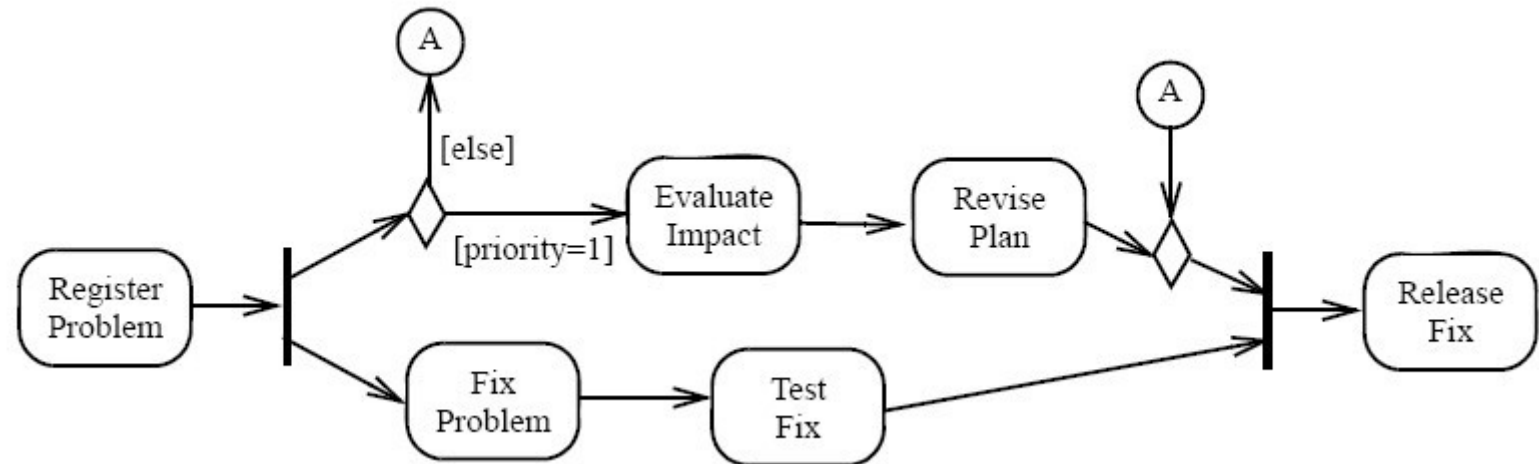 A
A
[else]
Evaluate
Impact
Revise
Plan
[priority=1]
Register
Problem
Release
Fix
Fix
Problem
Test
Fix